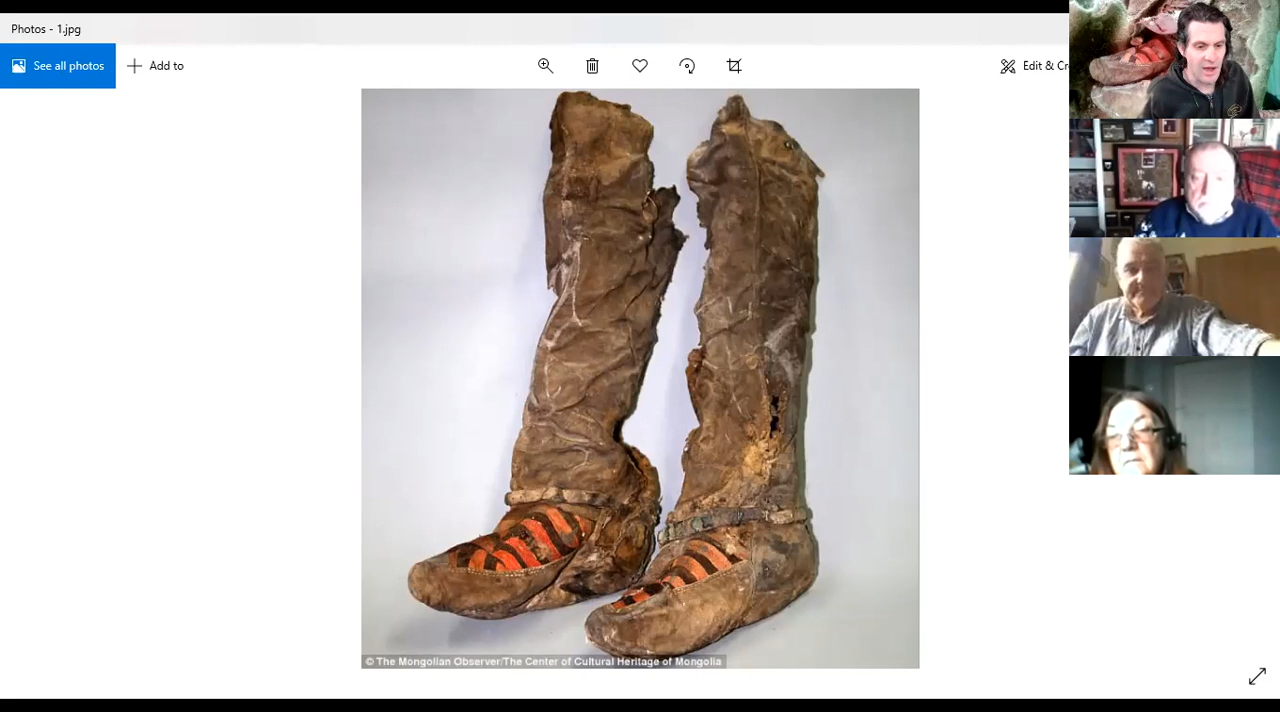 Photos - 1.jpg
See all photos
Add to
Edit & Cr
© The Mongolian Observer/The Center of Cultural Heritage of Mongolia